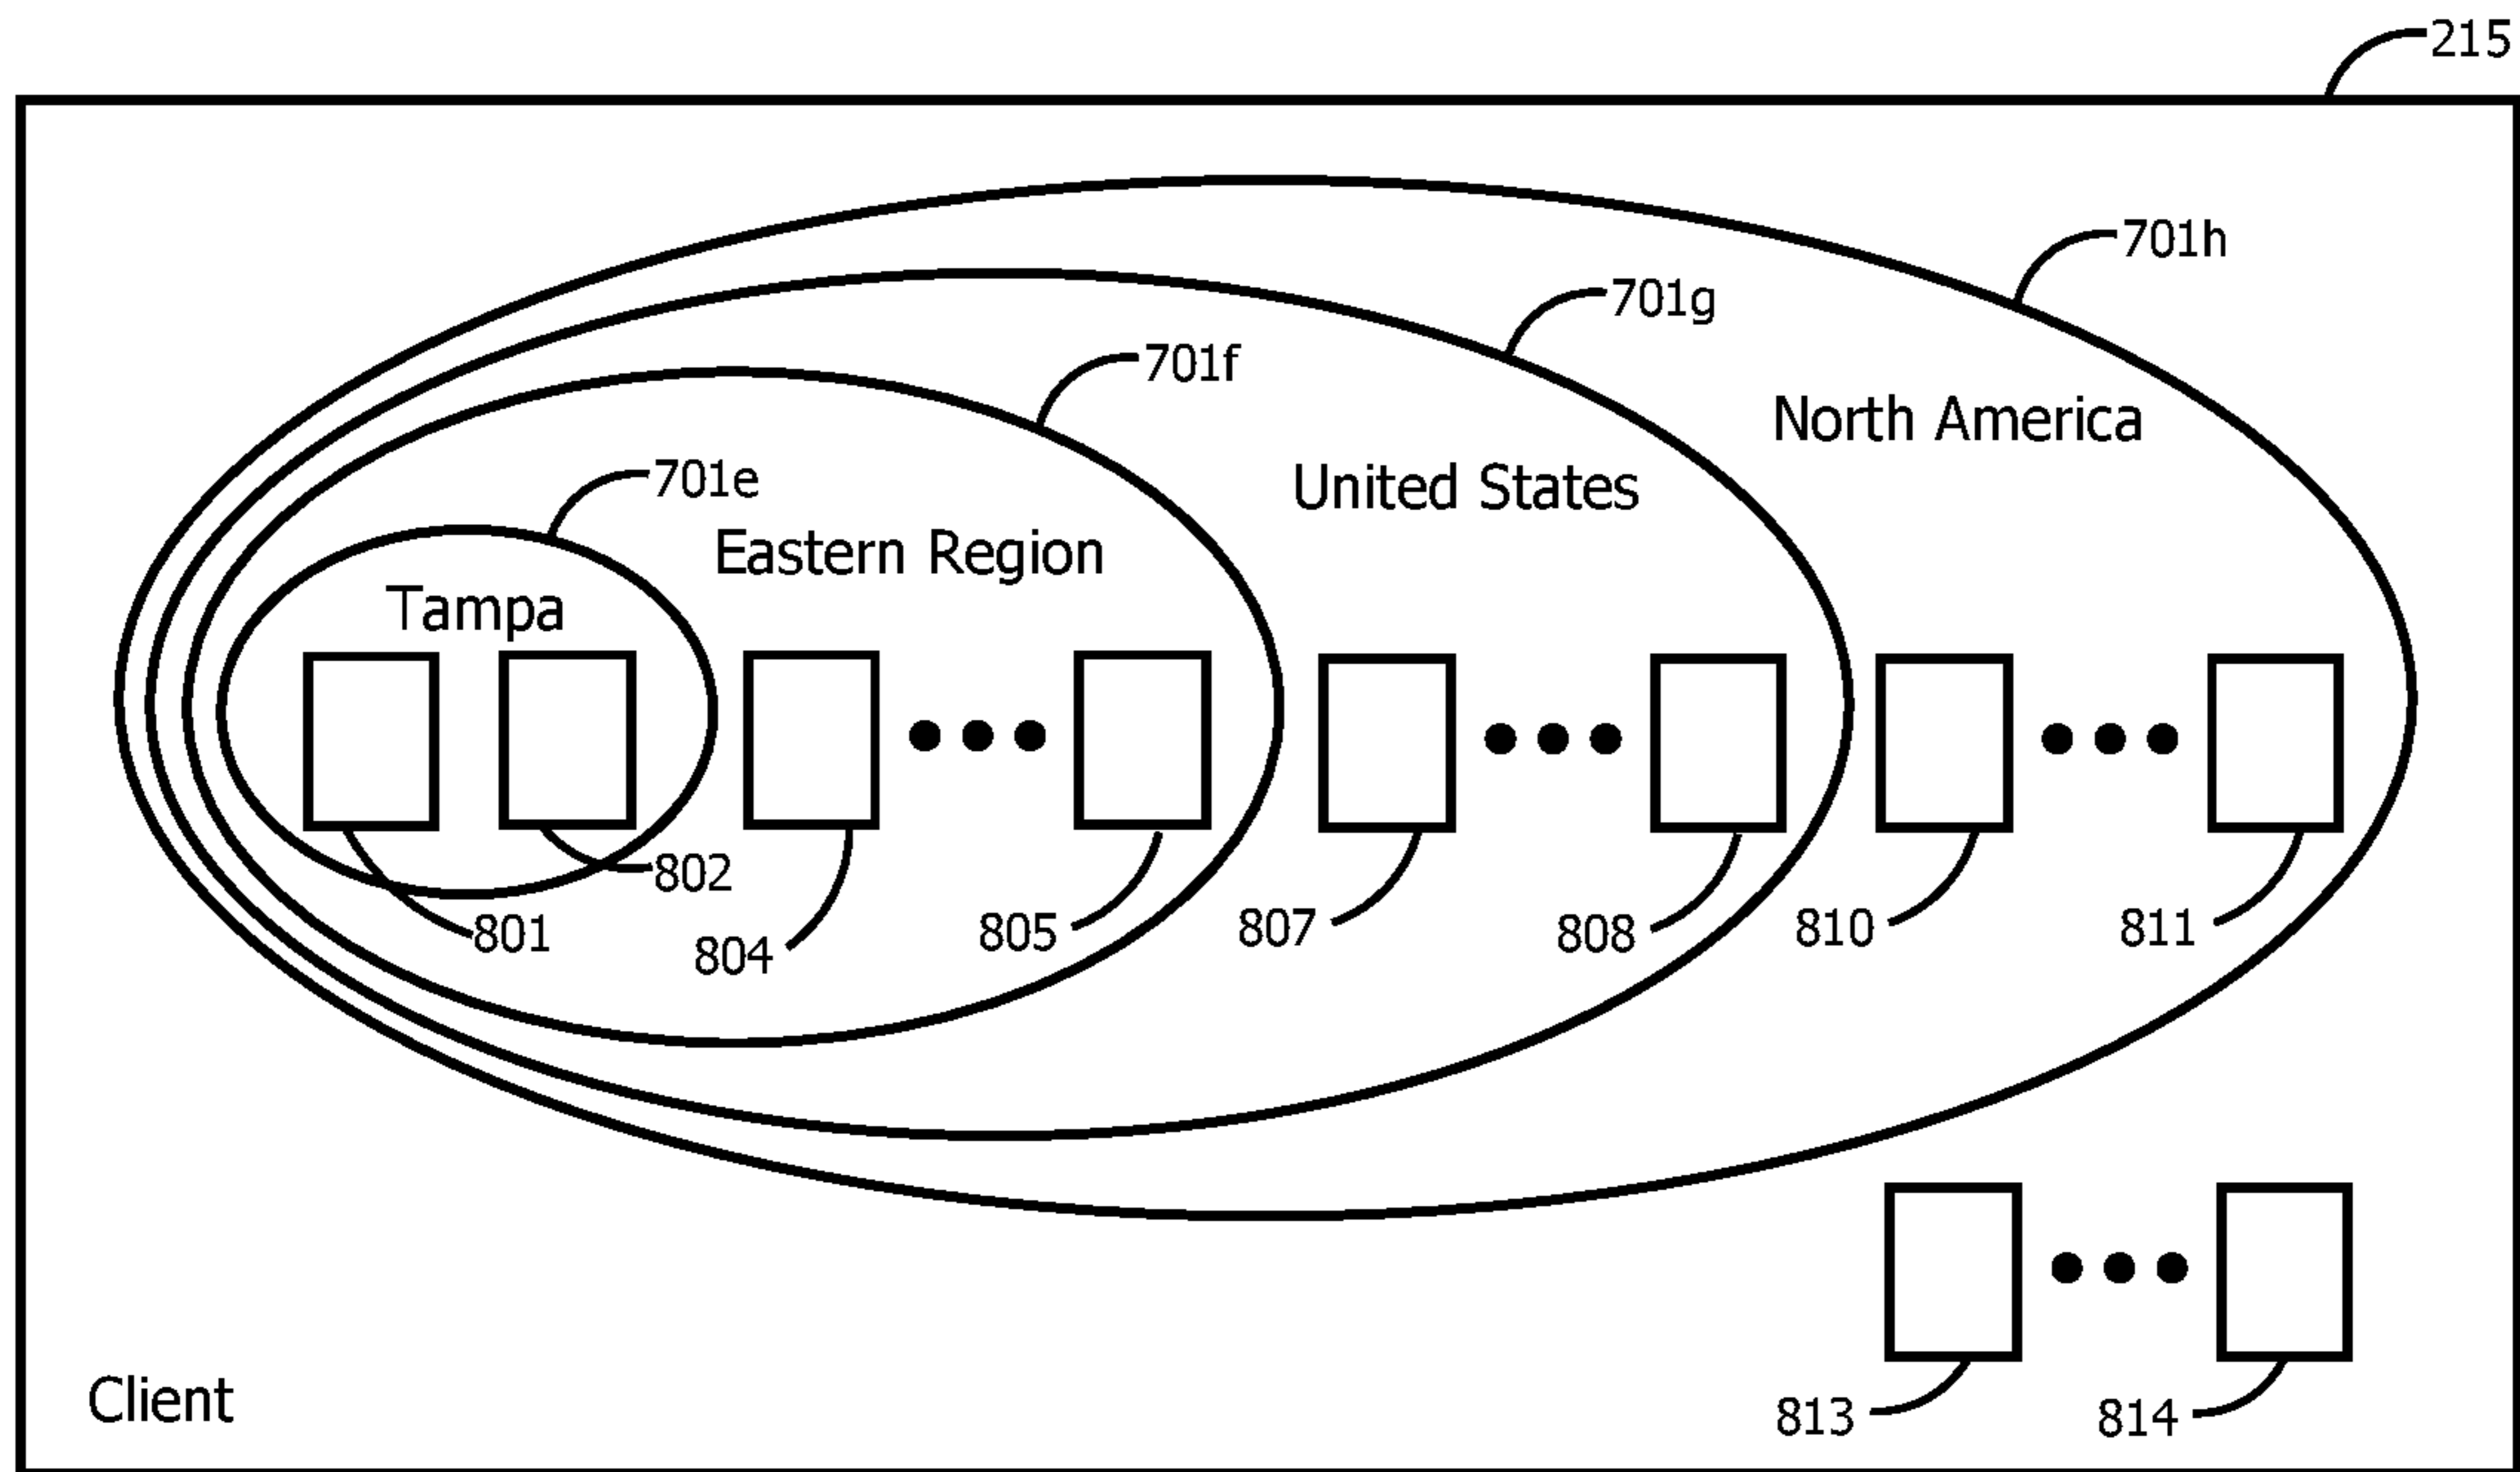 215
701h
701g
701f
North America
United States
701e
Eastern Region
Tampa
802
801
804
805
807
808
810
811
Client
813
814